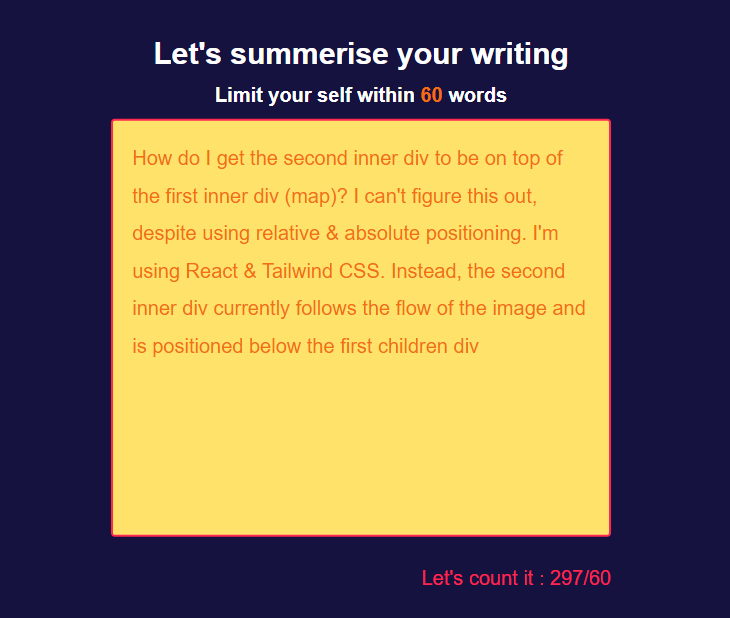 Let's summerise your writing
Limit your self within 60 words
How do I get the second inner div to be on top of
the first inner div (map)? I can't figure this out,
despite using relative & absolute positioning. I'm
using React & Tailwind CSS. Instead, the second
inner div currently follows the flow of the image and
is positioned below the first children div
Let's count it : 297/60